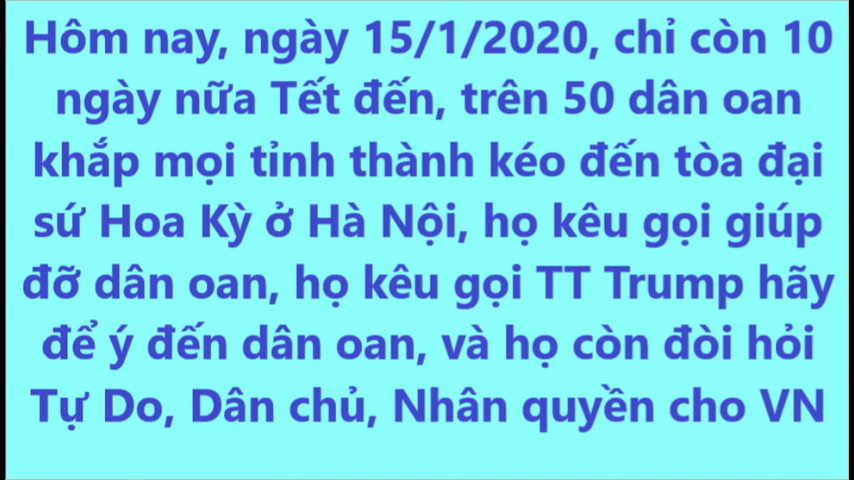 Hôm nay, ngày 15/1/2020, chỉ còn 10
ngày nữa Tết đến, trên 50 dân oan
khắp mọi tỉnh thành kéo đến tòa đại
sứ Hoa Kỳ ở Hà Nội, họ kêu gọi giúp
đỡ dân oan, họ kêu gọi TT Trump hãy
để ý đến dân oan, và họ còn đòi hỏi
Tự Do, Dân chủ, Nhân quyền cho VN